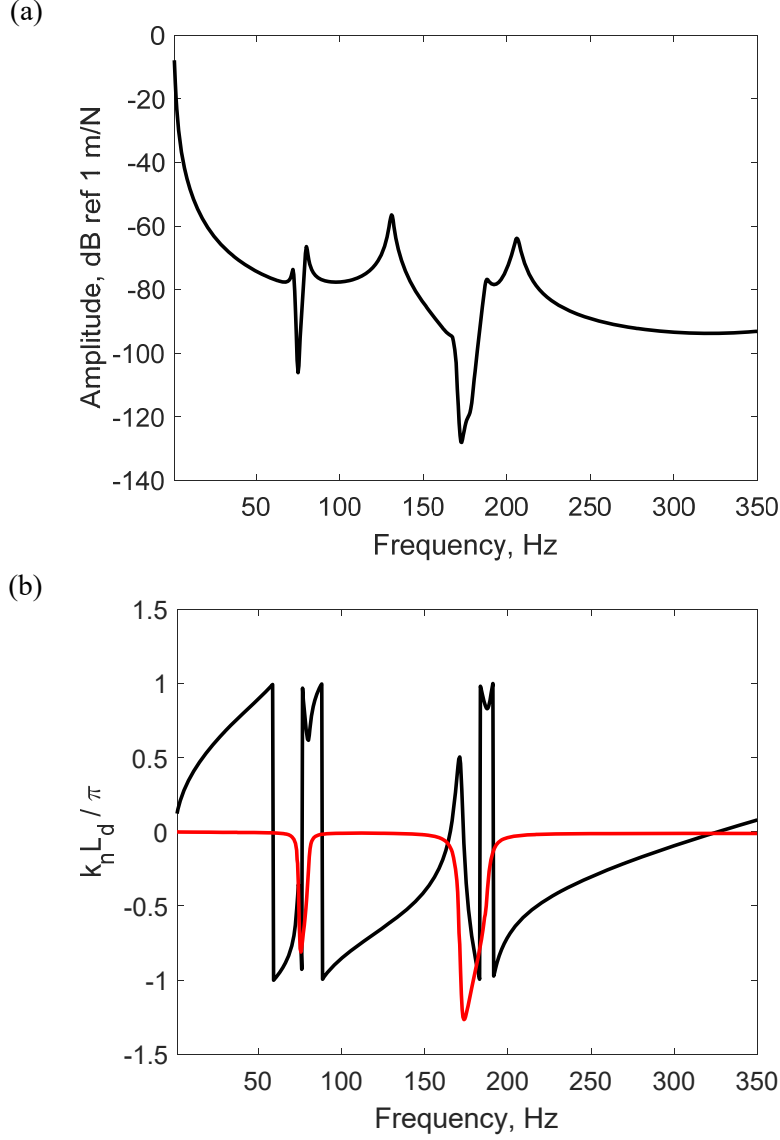 (a)
Amplitude, dB ref 1 m/N
0
-20
-40
-60
-80
-100
-120
-140
50 100 150 200 250 300 350
Frequency, Hz
(b)
k_n L_d / π
1.5
1
0.5
0
-0.5
-1
-1.5
50 100 150 200 250 300 350
Frequency, Hz